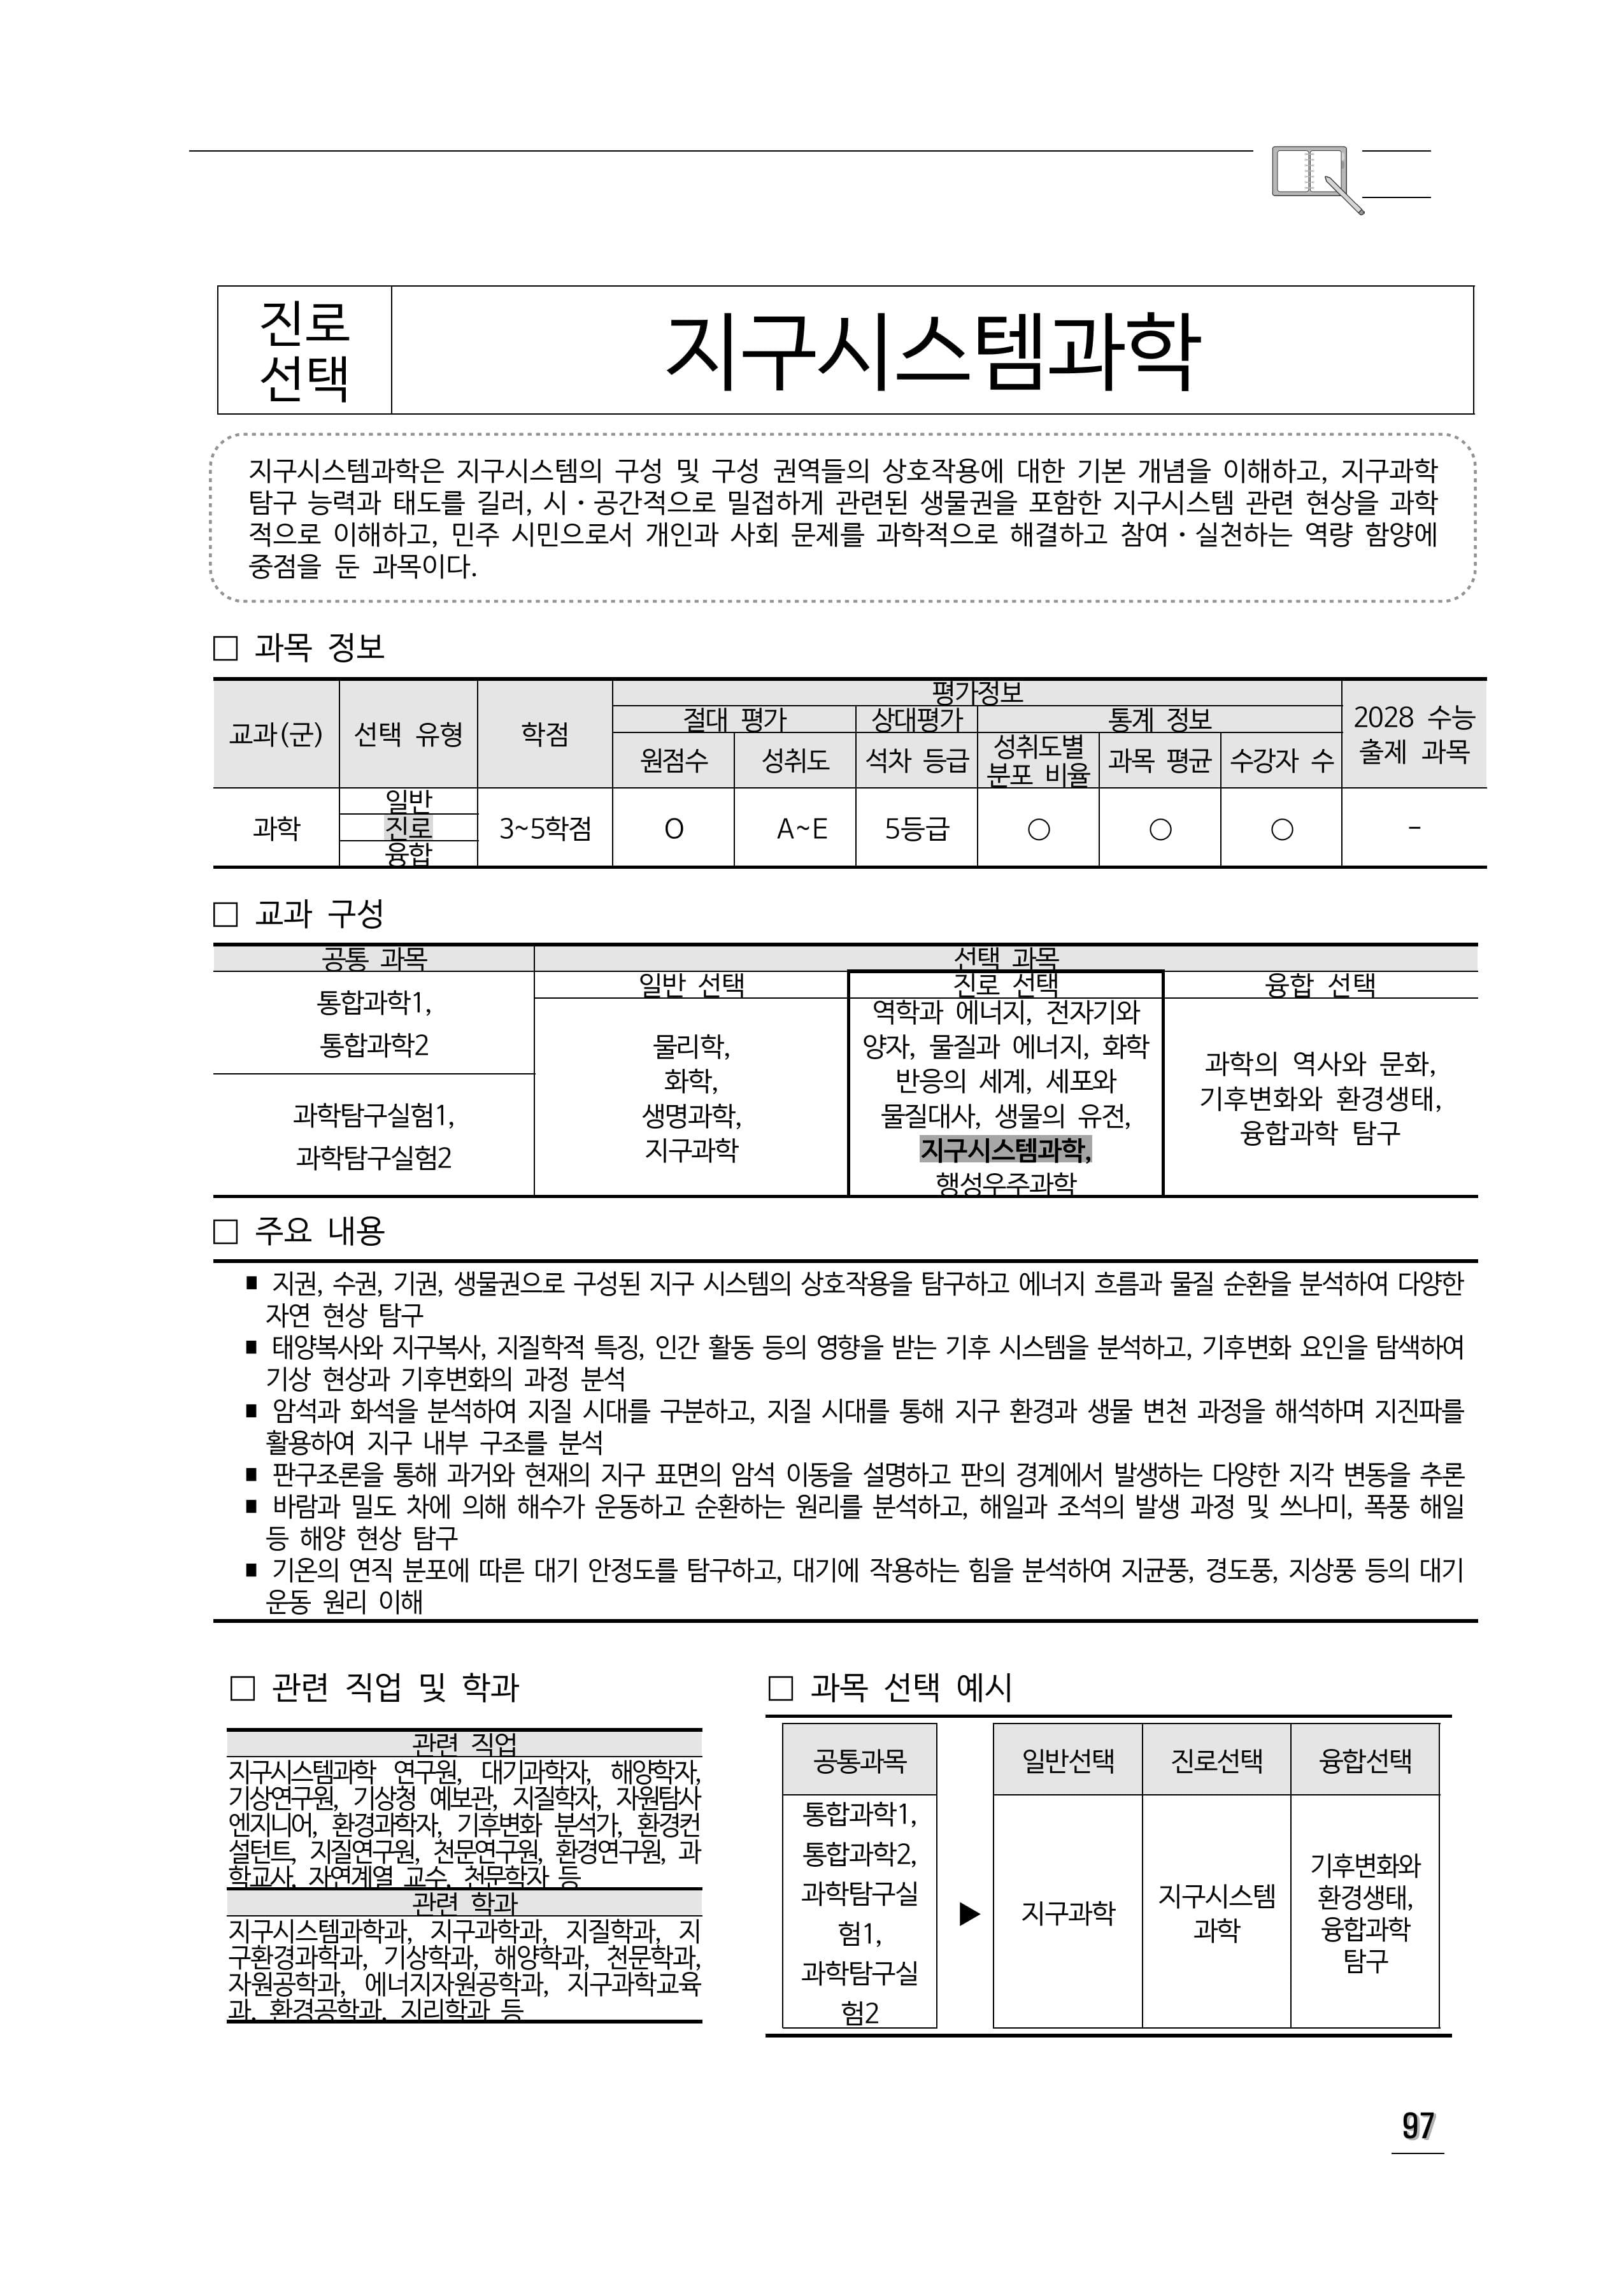 진로
선택
지구시스템과학
지구시스템과학은 지구시스템의 구성 및 구성 권역들의 상호작용에 대한 기본 개념을 이해하고, 지구과학
탐구 능력과 태도를 길러, 시·공간적으로 밀접하게 관련된 생물권을 포함한 지구시스템 관련 현상을 과학
적으로 이해하고, 민주 시민으로서 개인과 사회 문제를 과학적으로 해결하고 참여·실천하는 역량 함양에
중점을 둔 과목이다.
□ 과목 정보
교과(군) 선택 유형 학점 평가정보 2028 수능
출제 과목
절대 평가 상대평가 통계 정보
원점수 성취도 석차 등급 성취도별
분포 비율 과목 평균 수강자 수
과학 일반
진로
융합
3~5학점 O A~E 5등급 ○ ○ ○ -
□ 교과 구성
공통 과목 선택 과목
일반 선택 진로 선택 융합 선택
통합과학1,
통합과학2
과학탐구실험1,
과학탐구실험2
물리학,
화학,
생명과학,
지구과학
역학과 에너지, 전자기와
양자, 물질과 에너지, 화학
반응의 세계, 세포와
물질대사, 생물의 유전,
지구시스템과학,
행성우주과학
과학의 역사와 문화,
기후변화와 환경생태,
융합과학 탐구
□ 주요 내용
■ 지권, 수권, 기권, 생물권으로 구성된 지구 시스템의 상호작용을 탐구하고 에너지 흐름과 물질 순환을 분석하여 다양한
자연 현상 탐구
■ 태양복사와 지구복사, 지질학적 특징, 인간 활동 등의 영향을 받는 기후 시스템을 분석하고, 기후변화 요인을 탐색하여
기상 현상과 기후변화의 과정 분석
■ 암석과 화석을 분석하여 지질 시대를 구분하고, 지질 시대를 통해 지구 환경과 생물 변천 과정을 해석하며 지진파를
활용하여 지구 내부 구조를 분석
■ 판구조론을 통해 과거와 현재의 지구 표면의 암석 이동을 설명하고 판의 경계에서 발생하는 다양한 지각 변동을 추론
■ 바람과 밀도 차에 의해 해수가 운동하고 순환하는 원리를 분석하고, 해일과 조석의 발생 과정 및 쓰나미, 폭풍 해일
등 해양 현상 탐구
■ 기온의 연직 분포에 따른 대기 안정도를 탐구하고, 대기에 작용하는 힘을 분석하여 지균풍, 경도풍, 지상풍 등의 대기
운동 원리 이해
□ 관련 직업 및 학과
관련 직업
지구시스템과학 연구원, 대기과학자, 해양학자,
기상연구원, 기상청 예보관, 지질학자, 자원탐사
엔지니어, 환경과학자, 기후변화 분석가, 환경컨
설턴트, 지질연구원, 천문연구원, 환경연구원, 과
학교사, 자연계열 교수, 천문학자 등
관련 학과
지구시스템과학과, 지구과학과, 지질학과, 지
구환경과학과, 기상학과, 해양학과, 천문학과,
자원공학과, 에너지자원공학과, 지구과학교육
과, 환경공학과, 지리학과 등
□ 과목 선택 예시
공통과목 일반선택 진로선택 융합선택
통합과학1,
통합과학2,
과학탐구실
험1,
과학탐구실
험2
▶
지구과학
지구시스템
과학
기후변화와
환경생태,
융합과학
탐구
97